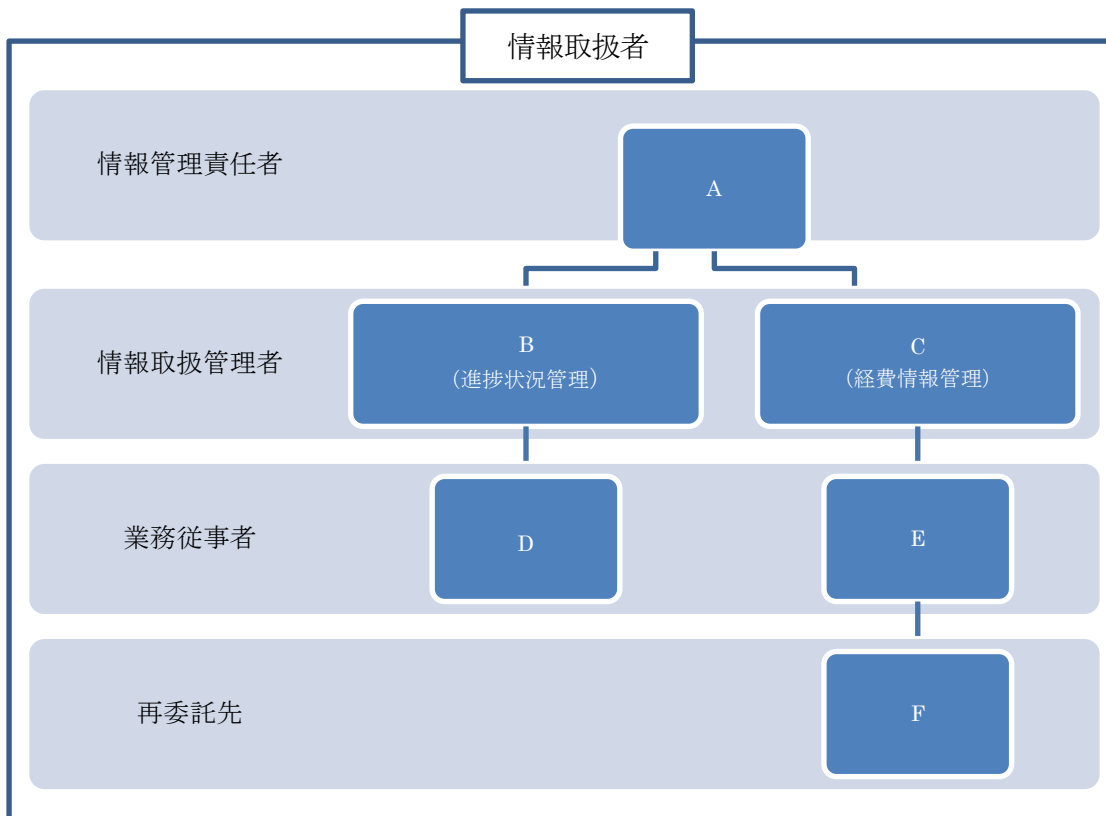 情報取扱者
情報管理責任者
A
情報取扱管理者
B
（進捗状況管理）
C
（経費情報管理）
業務従事者
D
E
再委託先
F